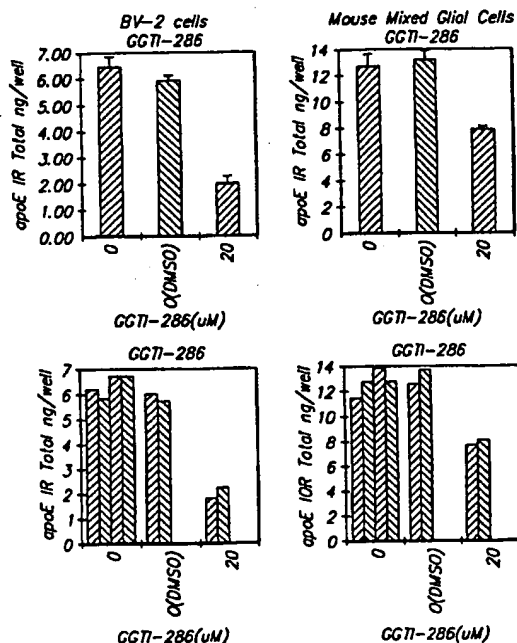 BV-2 cells
GGTI-286
apoE IR Total ng/well
7.00
6.00
5.00
4.00
3.00
2.00
1.00
0.00
0
0(DMSO)
20
GGTI-286(uM)
Mouse Mixed Glial Cells
GGTI-286
apoE IR Total ng/well
14
12
10
8
6
4
2
0
0
0(DMSO)
20
GGTI-286(uM)
GGTI-286
apoE IR Total ng/well
7
6
5
4
3
2
1
0
0
0(DMSO)
20
GGTI-286(uM)
GGTI-286
apoE IOR Total ng/well
14
12
10
8
6
4
2
0
0
0(DMSO)
20
GGTI-286(uM)